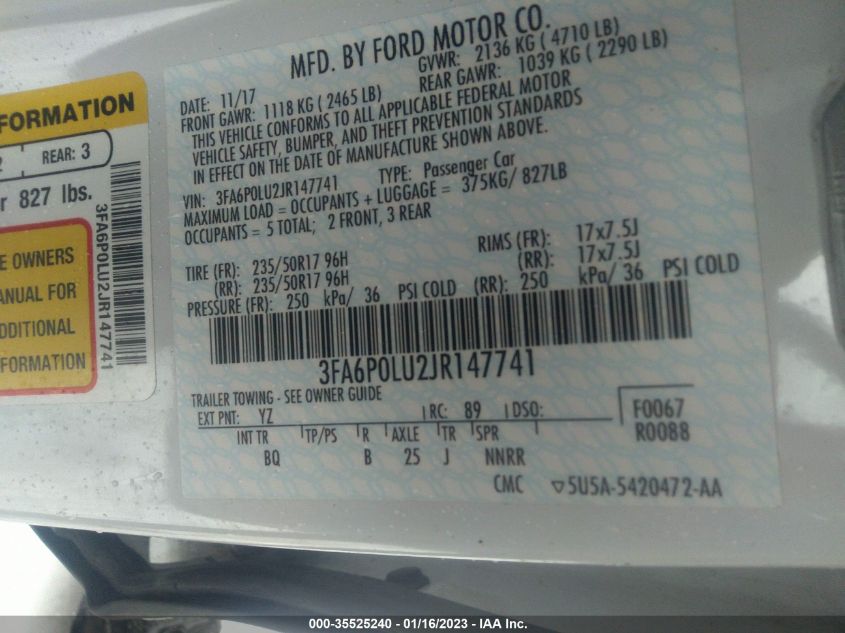 MFD. BY FORD MOTOR CO.
DATE: 11/17
GVWR: 2136 KG ( 4710 LB)
FRONT GAWR: 1118 KG ( 2465 LB)
REAR GAWR: 1039 KG ( 2290 LB)
THIS VEHICLE CONFORMS TO ALL APPLICABLE FEDERAL MOTOR
VEHICLE SAFETY, BUMPER, AND THEFT PREVENTION STANDARDS
IN EFFECT ON THE DATE OF MANUFACTURE SHOWN ABOVE.
VIN: 3FA6P0LU2JR147741 TYPE: Passenger Car
MAXIMUM LOAD = OCCUPANTS + LUGGAGE = 375KG/ 827LB
OCCUPANTS = 5 TOTAL; 2 FRONT, 3 REAR
TIRE (FR): 235/50R17 96H RIMS (FR): 17x7.5J
(RR): 235/50R17 96H (RR): 17x7.5J
PRESSURE (FR): 250 kPa/ 36 PSI COLD (RR): 250 kPa/ 36 PSI COLD
3FA6P0LU2JR147741
TRAILER TOWING - SEE OWNER GUIDE
EXT PNT: YZ RC: 89 DSO:
F0067
R0088
INT TR TP/PS R AXLE TR SPR
BQ B 25 J NNRR
CMC ▽5U5A-5420472-AA
FORMATION
2 REAR: 3
827 lbs.
3FA6P0LU2JR147741
E OWNERS
ANUAL FOR
DDITIONAL
FORMATION
000-35525240 - 01/16/2023 - IAA Inc.